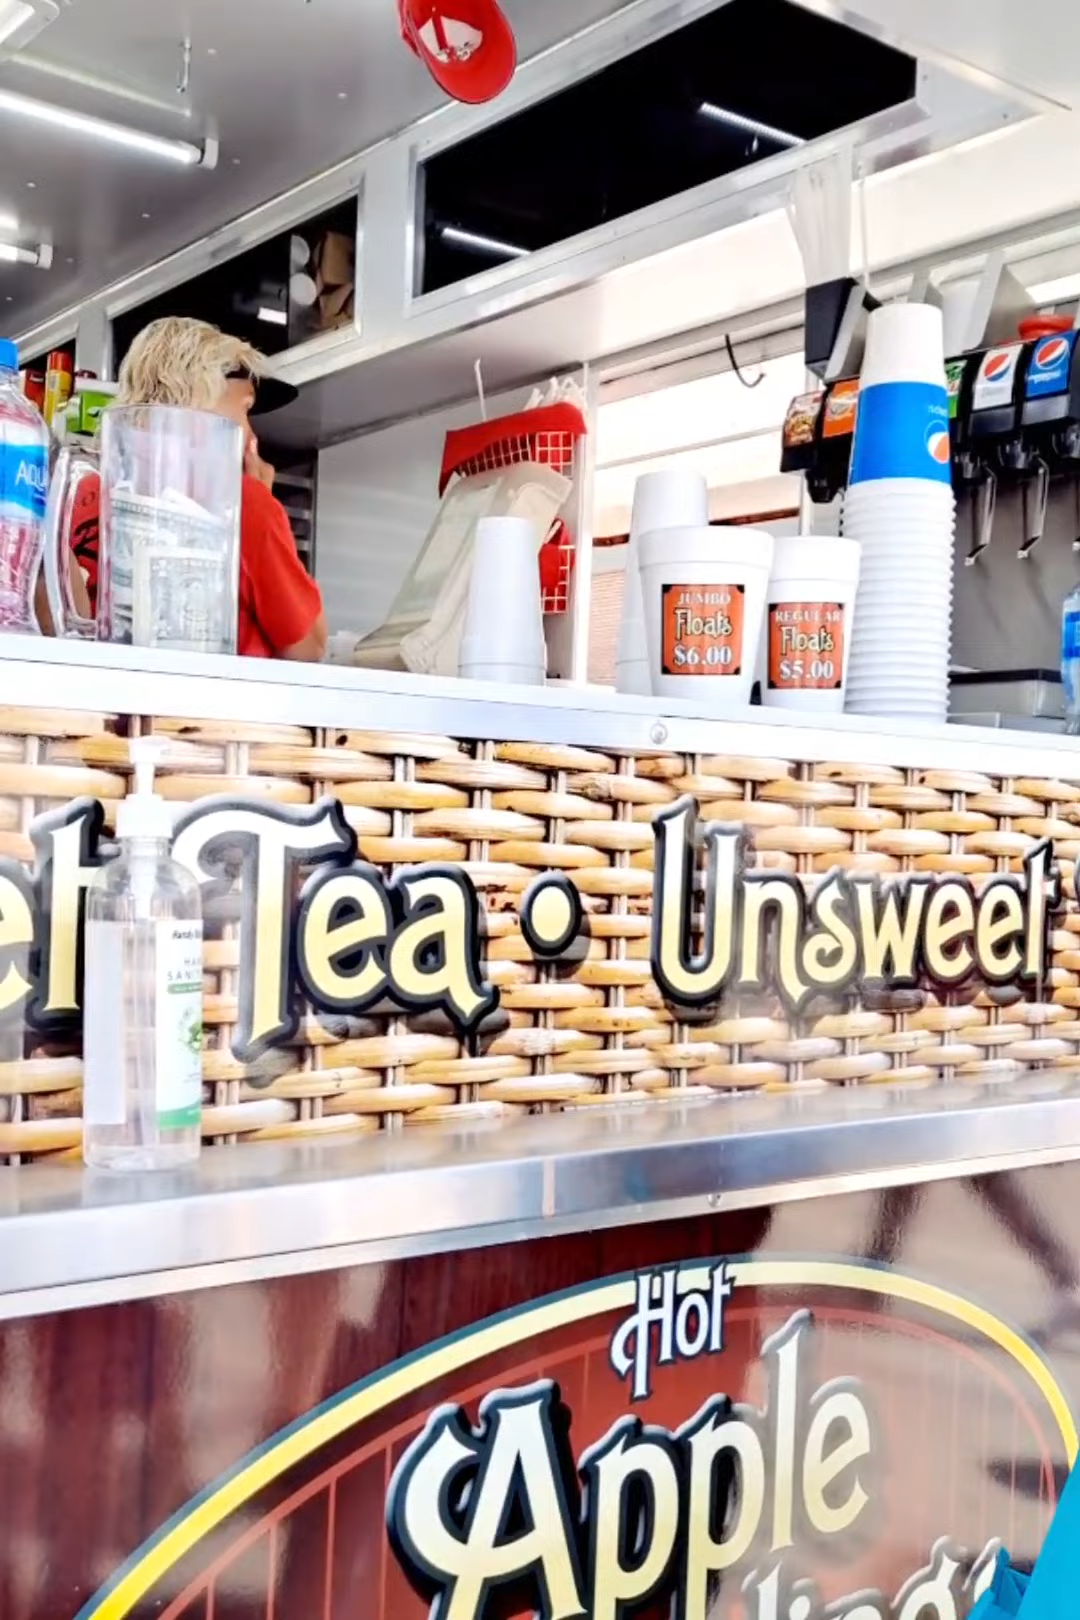 JUMBO
Floats
$6.00
REGULAR
Floats
$5.00
Tea • Unsweet
Hot
Apple